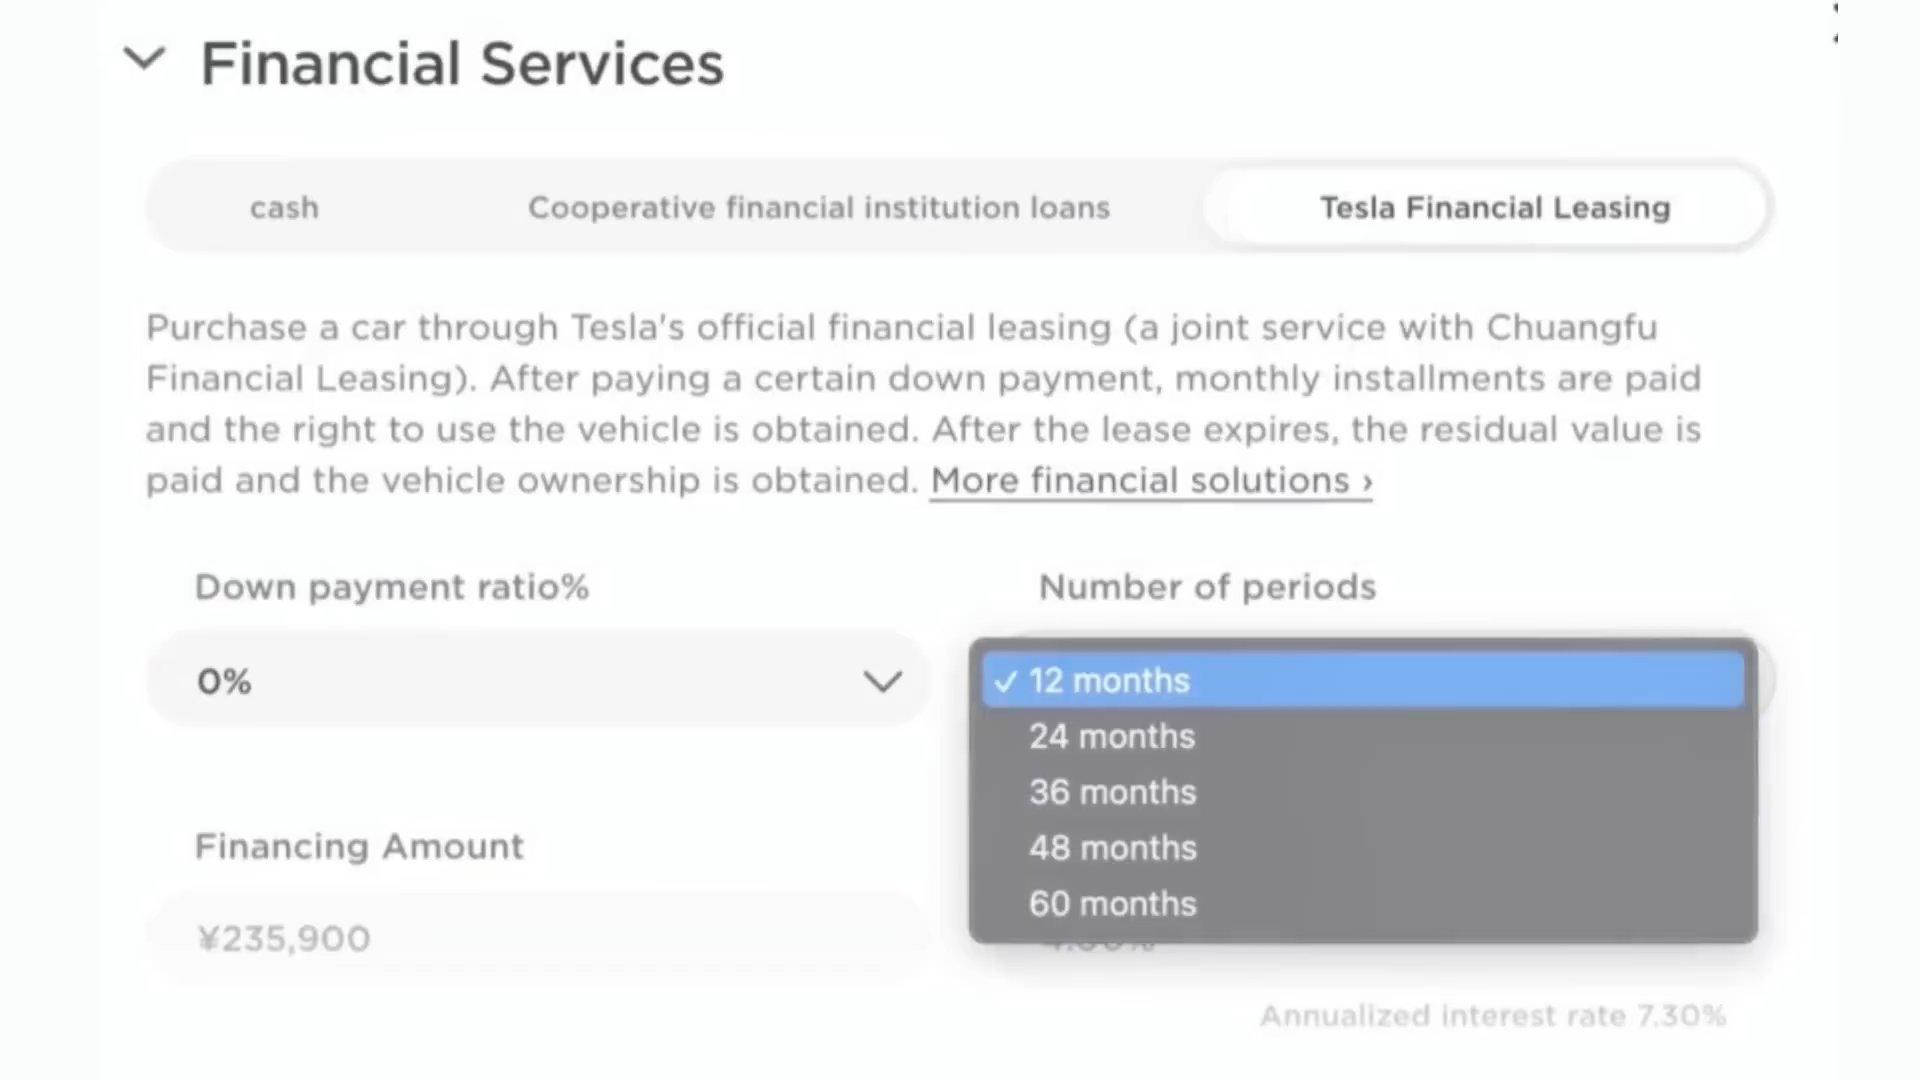 Financial Services
cash
Cooperative financial institution loans
Tesla Financial Leasing
Purchase a car through Tesla's official financial leasing (a joint service with Chuangfu
Financial Leasing). After paying a certain down payment, monthly installments are paid
and the right to use the vehicle is obtained. After the lease expires, the residual value is
paid and the vehicle ownership is obtained. More financial solutions ›
Down payment ratio%
Number of periods
0%
✓ 12 months
24 months
36 months
48 months
60 months
Financing Amount
¥235,900
Annualized interest rate 7.30%